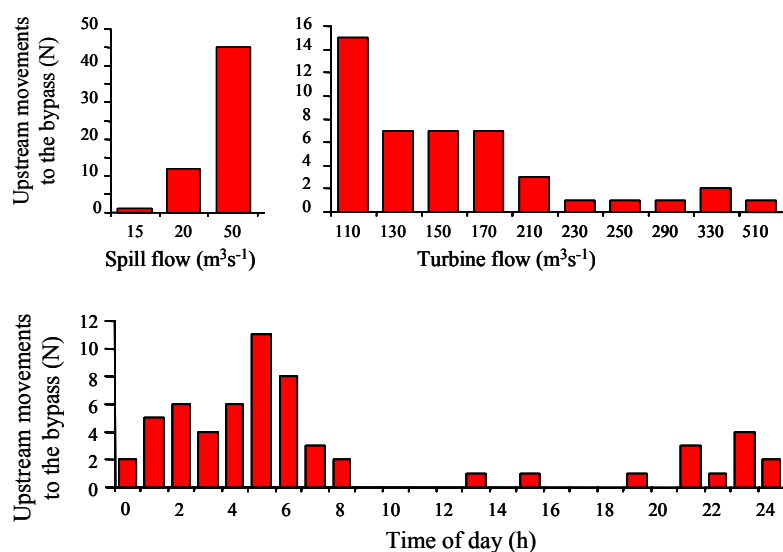 Upstream movements
to the bypass (N)
50
40
30
20
10
0
15 20 50
Spill flow (m³s⁻¹)
16
14
12
10
8
6
4
2
0
110 130 150 170 210 230 250 290 330 510
Turbine flow (m³s⁻¹)
Upstream movements
to the bypass (N)
12
10
8
6
4
2
0
0 2 4 6 8 10 12 14 16 18 20 22 24
Time of day (h)